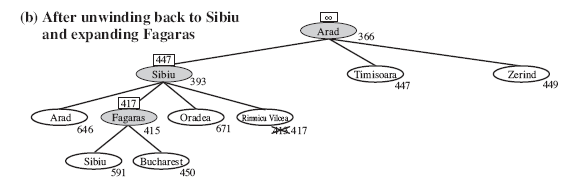 (b) After unwinding back to Sibiu
and expanding Fagaras
∞
Arad
366
447
Sibiu
393
Timisoara
447
Zerind
449
Arad
646
417
Fagaras
415
Oradea
671
Rimnicu Vilcea
413 417
Sibiu
591
Bucharest
450